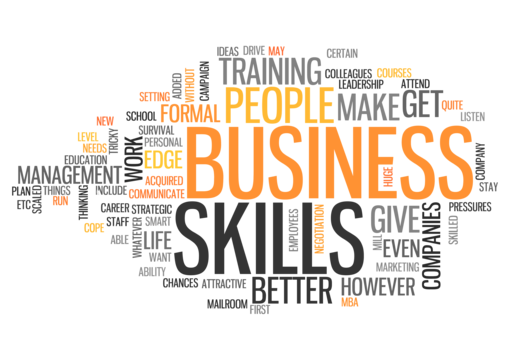 IDEAS DRIVE MAY CERTAIN
ADDED WITHOUT CAMPAIGN TRAINING COLLEAGUES COURSES
LEADERSHIP ATTEND
SETTING PEOPLE MAKE GET QUITE
SCHOOL FORMAL LISTEN
NEW TRICKY SURVIVAL
LEVEL WORK PERSONAL
NEEDS EDGE BUSINESS HUGE COMPANY
EDUCATION
MANAGEMENT ACQUIRED STAY
PLAN SCALED THINGS THINKING INCLUDE COMMUNICATE
ETC RUN
CAREER STRATEGIC SKILLS EMPLOYEES NEGOTIATION GIVE COMPANIES PRESSURES
STAFF SMART SKILLED
COPE WHATEVER
ABLE LIFE MILL EVEN
WANT
ABILITY MARKETING
CHANCES ATTRACTIVE BETTER HOWEVER
MAILROOM MBA
FIRST